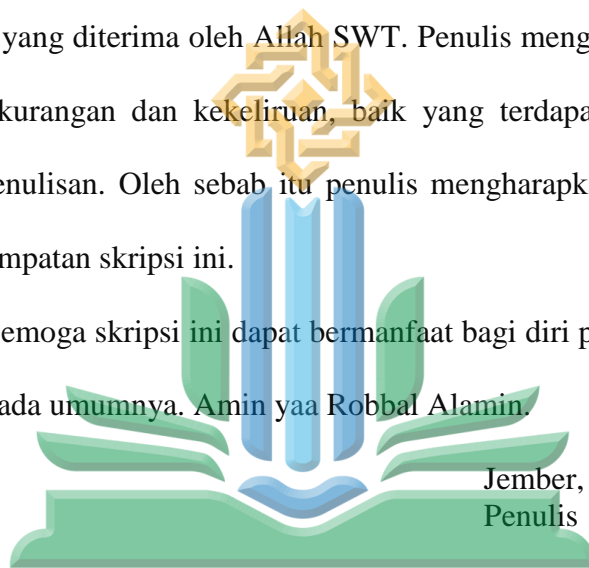 yang diterima oleh Allah SWT. Penulis meng
kurangan dan kekeliruan, baik yang terdapa
enulisan. Oleh sebab itu penulis mengharapk
mpatan skripsi ini.
emoga skripsi ini dapat bermanfaat bagi diri p
ada umumnya. Amin yaa Robbal Alamin.
Jember,
Penulis